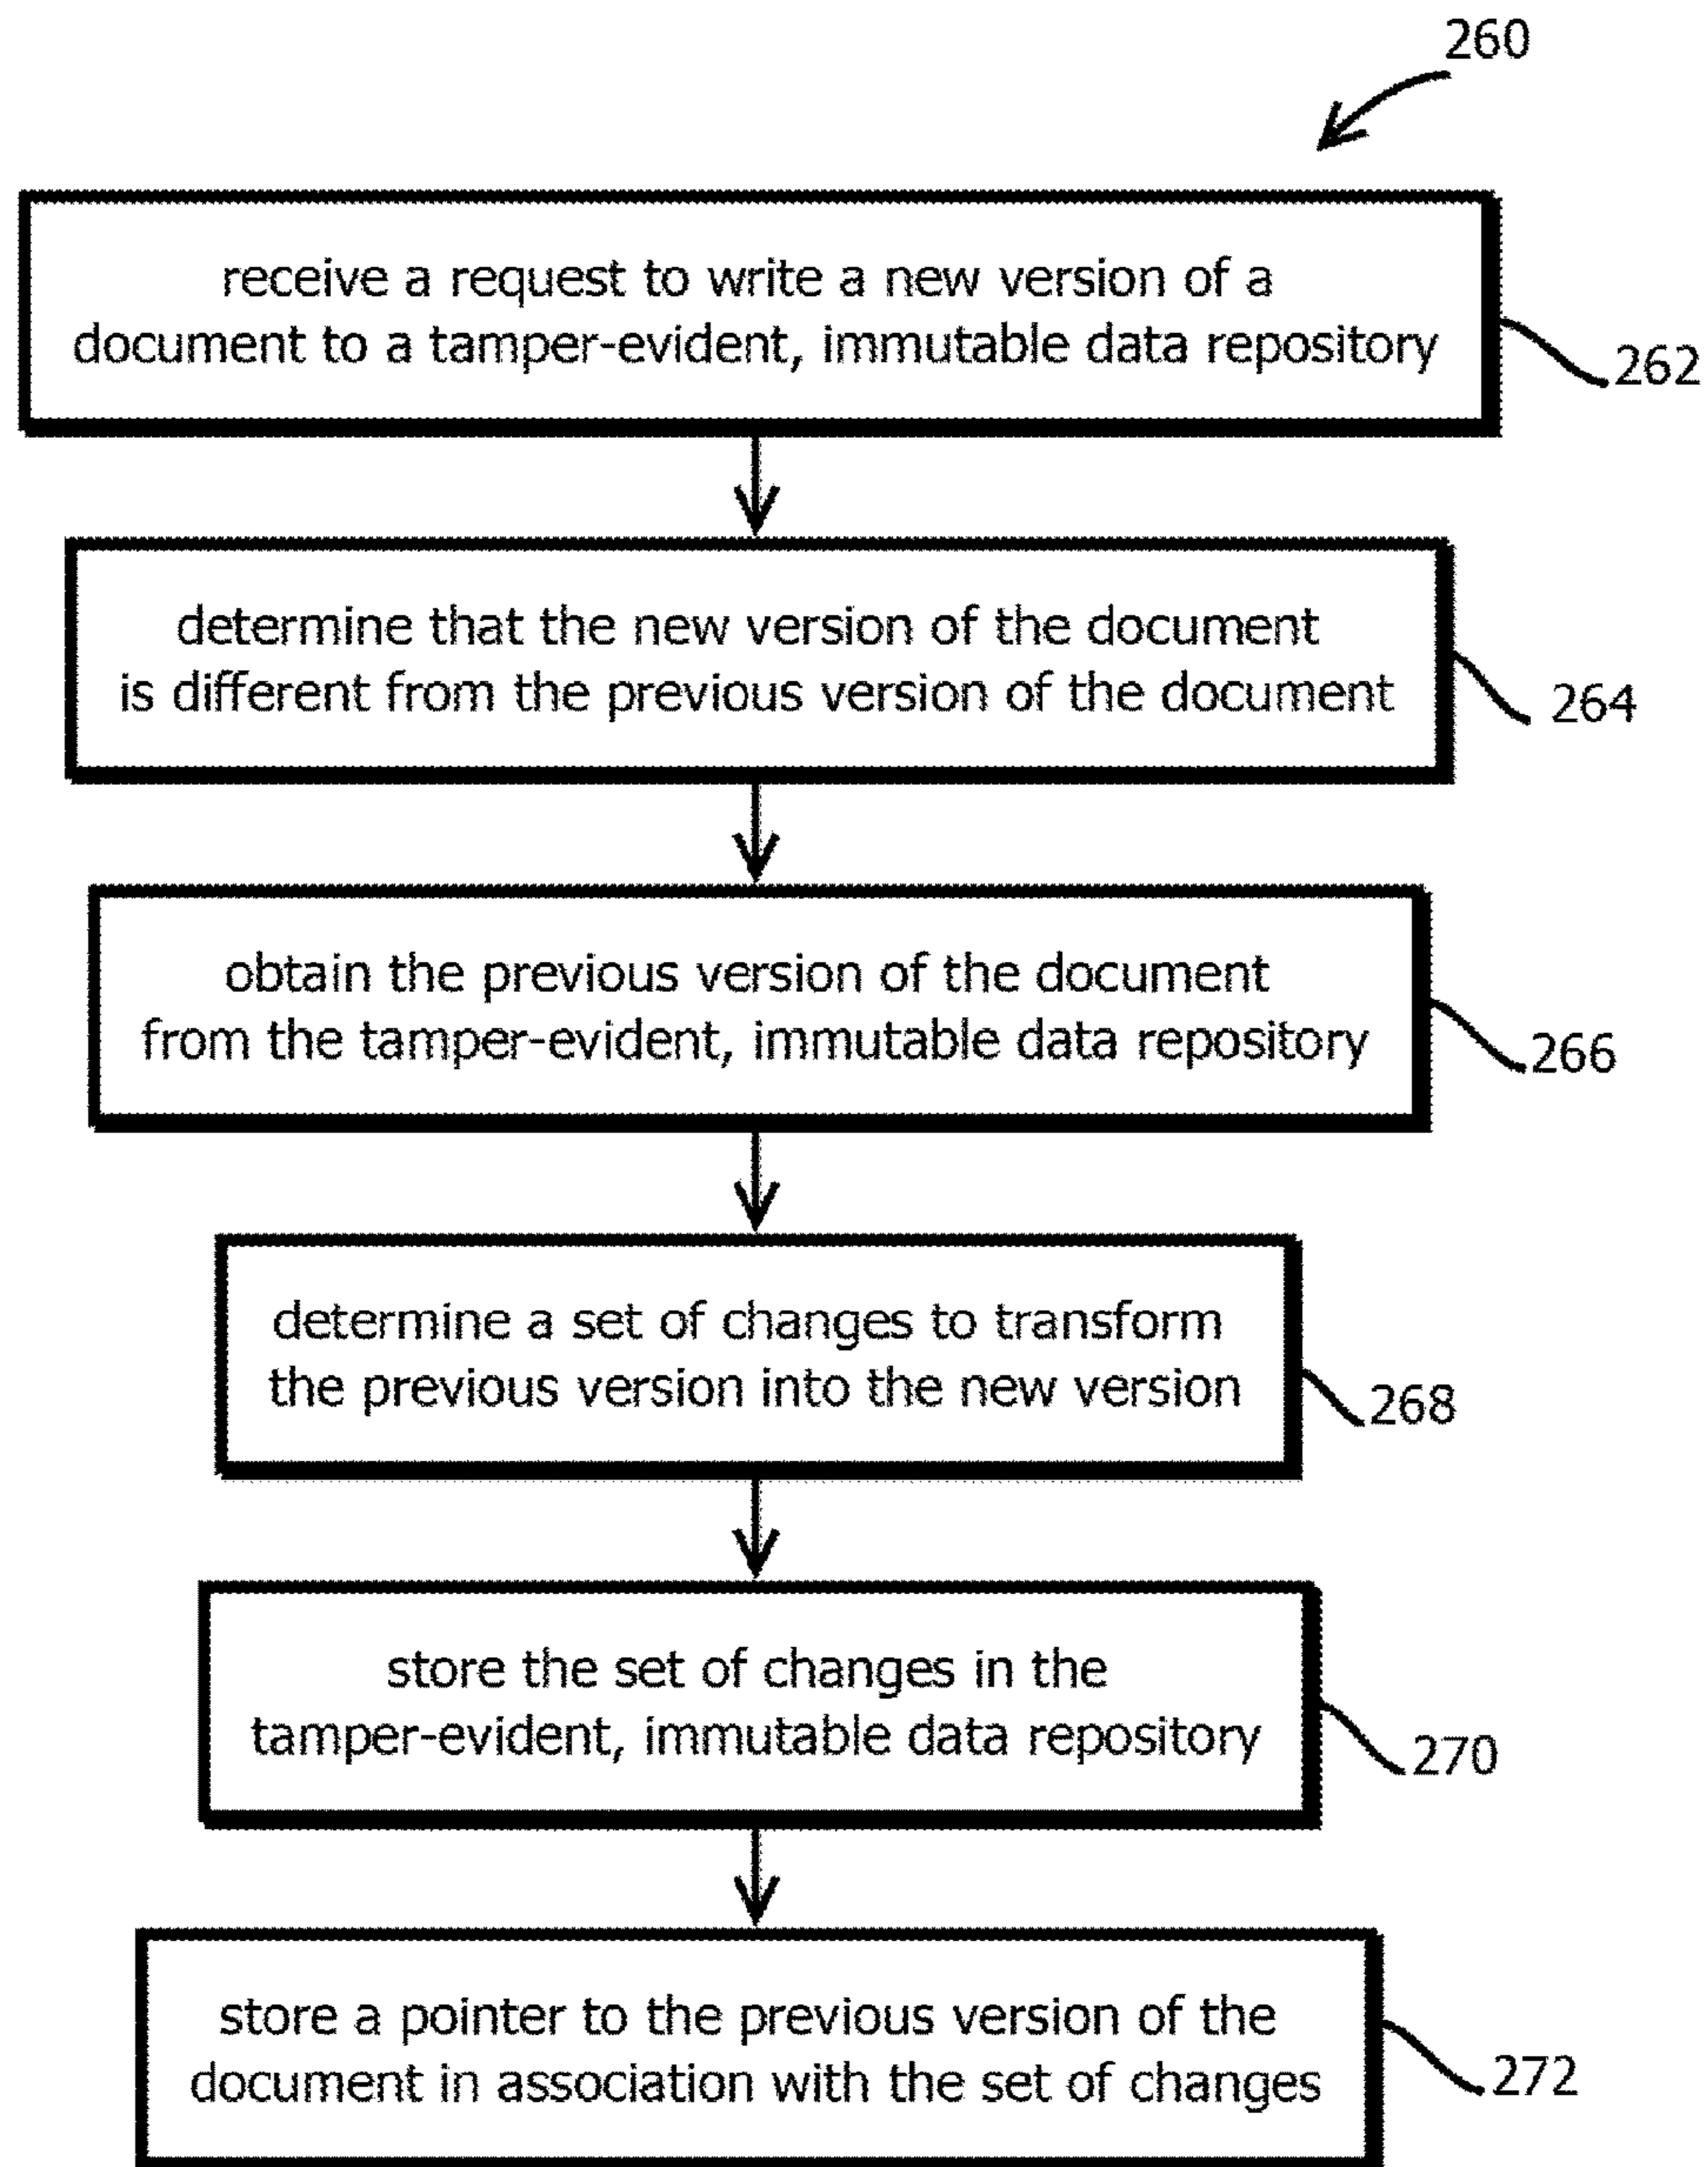 260
receive a request to write a new version of a
document to a tamper-evident, immutable data repository
262
determine that the new version of the document
is different from the previous version of the document
264
obtain the previous version of the document
from the tamper-evident, immutable data repository
266
determine a set of changes to transform
the previous version into the new version
268
store the set of changes in the
tamper-evident, immutable data repository
270
store a pointer to the previous version of the
document in association with the set of changes
272